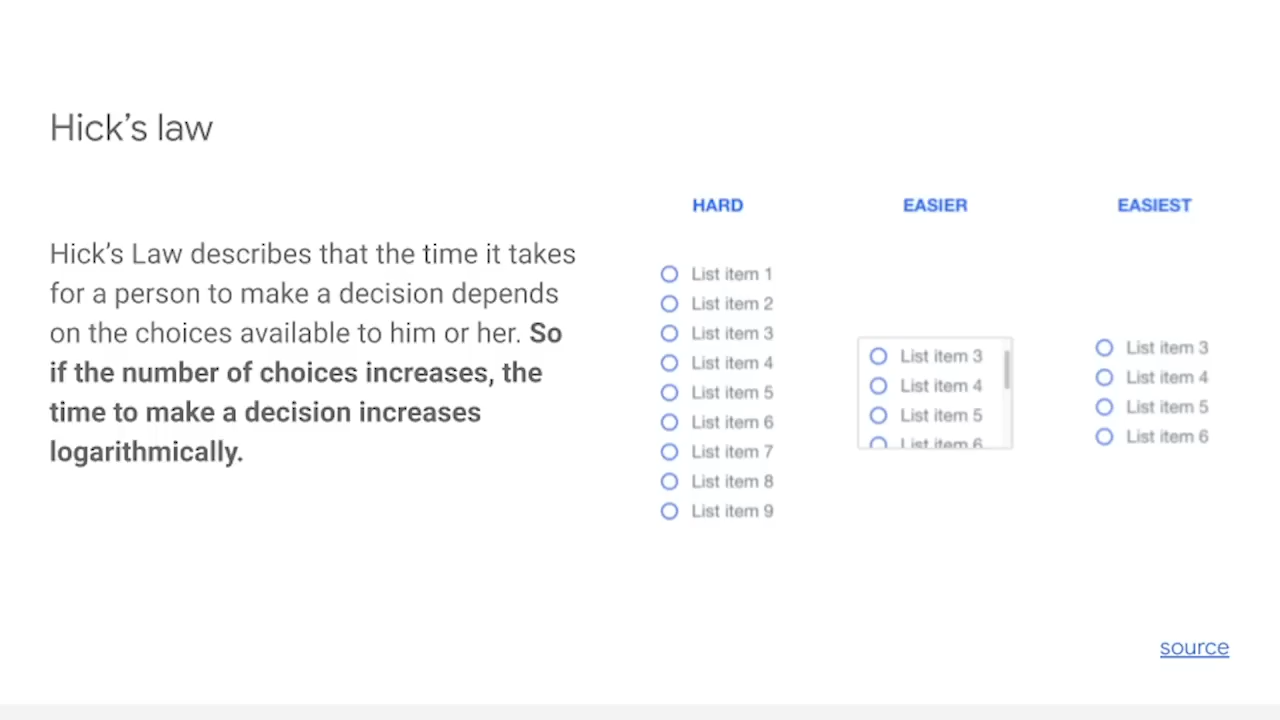 Hick’s law
Hick’s Law describes that the time it takes
for a person to make a decision depends
on the choices available to him or her. So
if the number of choices increases, the
time to make a decision increases
logarithmically.
HARD
List item 1
List item 2
List item 3
List item 4
List item 5
List item 6
List item 7
List item 8
List item 9
EASIER
List item 3
List item 4
List item 5
List item 6
EASIEST
List item 3
List item 4
List item 5
List item 6
source